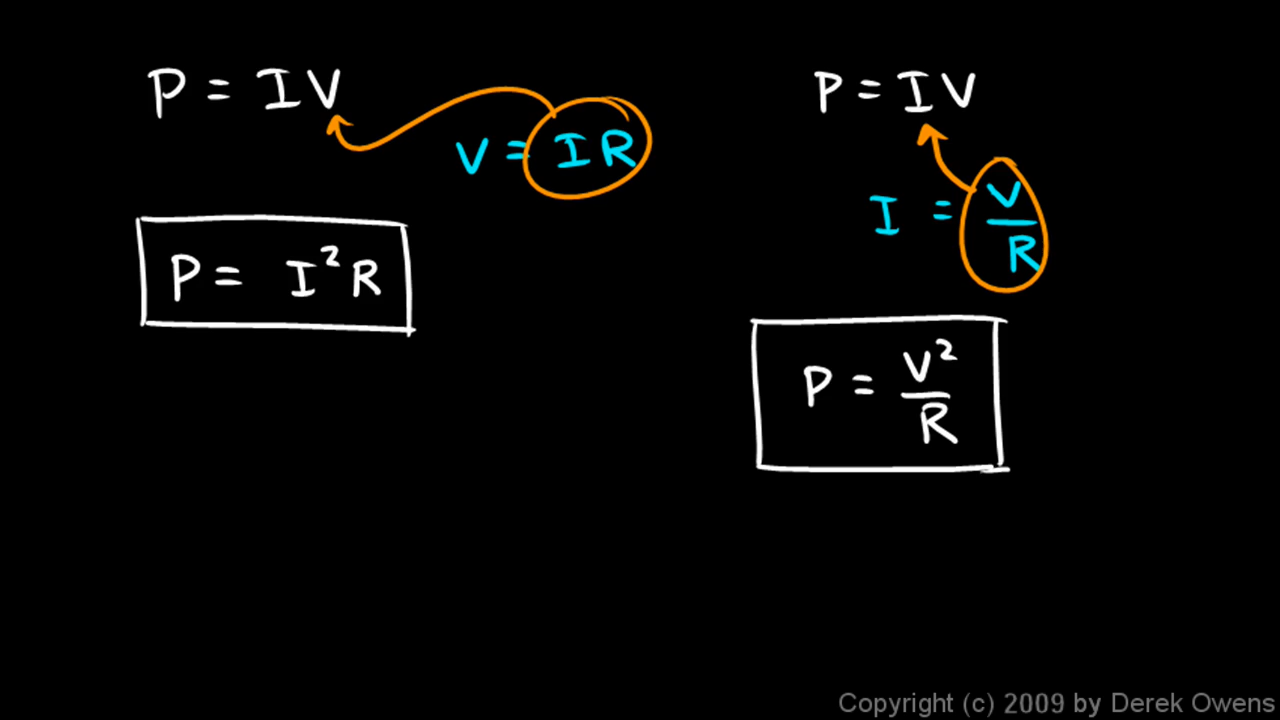 P = IV
V = IR
P = I²R
P = IV
I = V/R
P = V²/R
Copyright (c) 2009 by Derek Owens